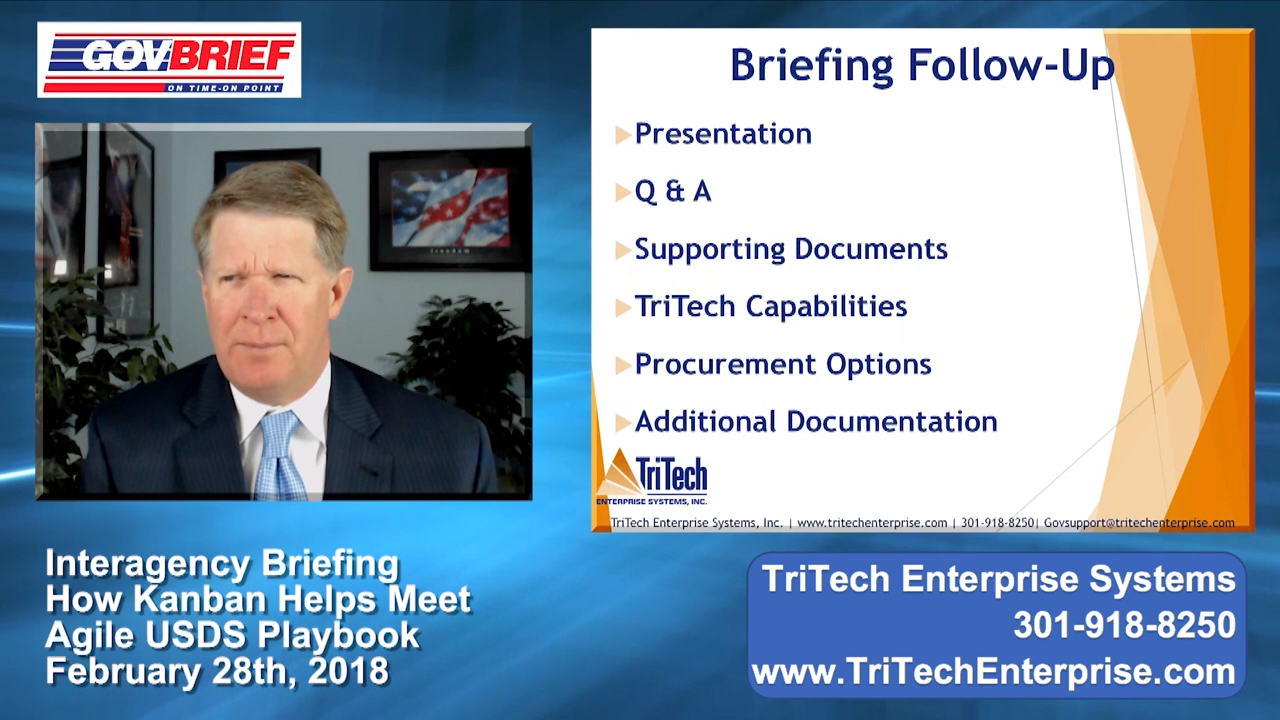 GOVBRIEF
ON TIME-ON POINT
freedom
Briefing Follow-Up
Presentation
Q & A
Supporting Documents
TriTech Capabilities
Procurement Options
Additional Documentation
TriTech
ENTERPRISE SYSTEMS, INC.
TriTech Enterprise Systems, Inc. | www.tritechenterprise.com | 301-918-8250| Govsupport@tritechenterprise.com
Interagency Briefing
How Kanban Helps Meet
Agile USDS Playbook
February 28th, 2018
TriTech Enterprise Systems
301-918-8250
www.TriTechEnterprise.com